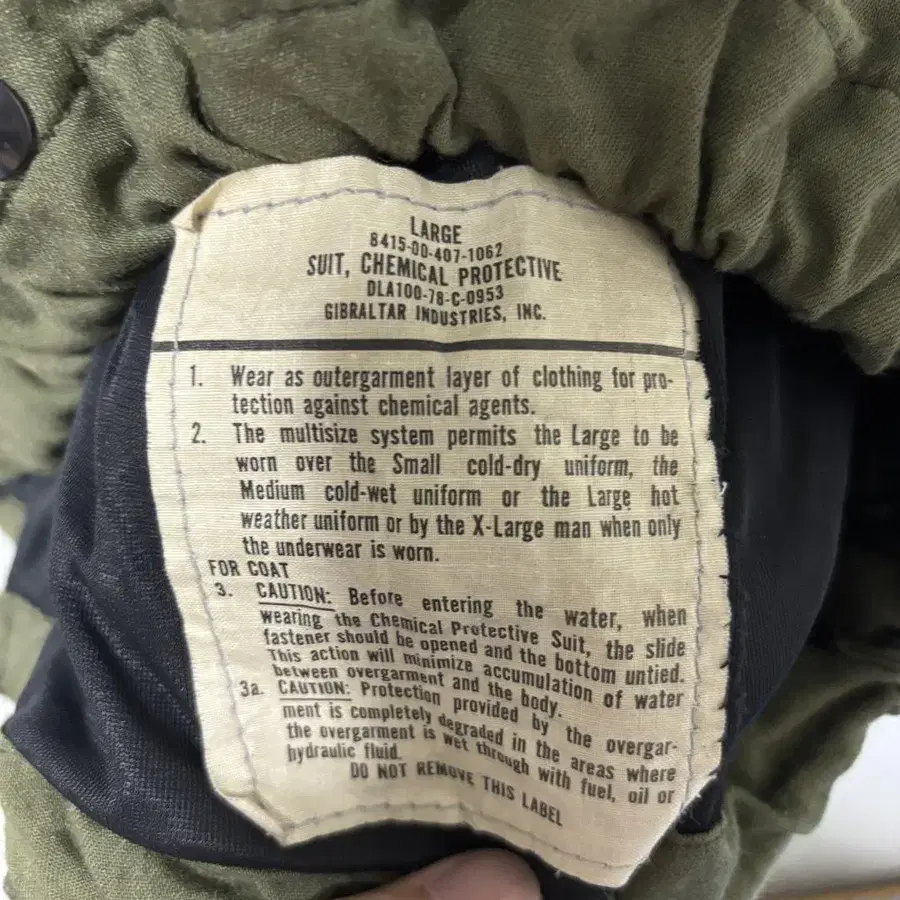 LARGE
8415-00-407-1062
SUIT, CHEMICAL PROTECTIVE
DLA100-78-C-0953
GIBRALTAR INDUSTRIES, INC.
1. Wear as outergarment layer of clothing for pro-
tection against chemical agents.
2. The multisize system permits the Large to be
worn over the Small cold-dry uniform, the
Medium cold-wet uniform or the Large hot
weather uniform or by the X-Large man when only
the underwear is worn.
FOR COAT
3. CAUTION: Before entering the water, when
wearing the Chemical Protective Suit, the slide
fastener should be opened and the bottom untied.
This action will minimize accumulation of water
between overgarment and the body.
3a. CAUTION: Protection provided by the overgar-
ment is completely degraded in the areas where
the overgarment is wet through with fuel, oil or
hydraulic fluid.
DO NOT REMOVE THIS LABEL